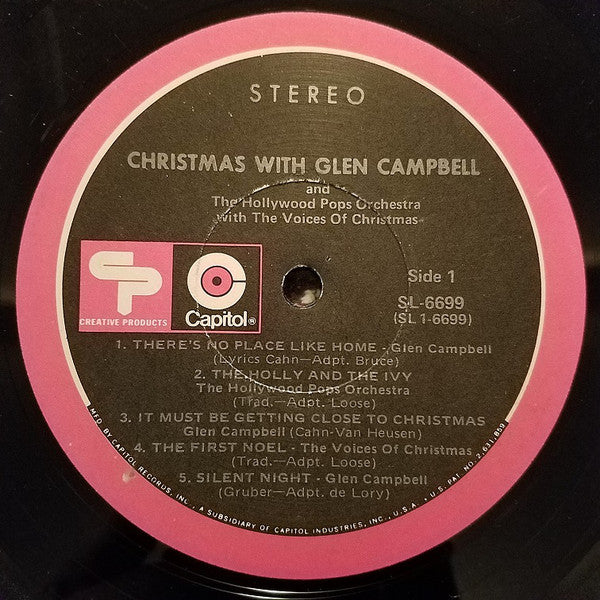 STEREO
CHRISTMAS WITH GLEN CAMPBELL
and
The Hollywood Pops Orchestra
with The Voices Of Christmas
Side 1
SL-6699
(SL1-6699)
CP
CREATIVE PRODUCTS
C
Capitol®
1. THERE'S NO PLACE LIKE HOME - Glen Campbell
(Lyrics Cahn-Adpt. Bruce)
2. THE HOLLY AND THE IVY
The Hollywood Pops Orchestra
(Trad.-Adpt. Loose)
3. IT MUST BE GETTING CLOSE TO CHRISTMAS
Glen Campbell (Cahn-Van Heusen)
4. THE FIRST NOEL - The Voices Of Christmas
(Trad.-Adpt. Loose)
5. SILENT NIGHT - Glen Campbell
(Gruber-Adpt. de Lory)
MFD. BY CAPITOL RECORDS, INC., A SUBSIDIARY OF CAPITOL INDUSTRIES, INC., U.S.A. • U.S. PAT. NO. 2,631,859